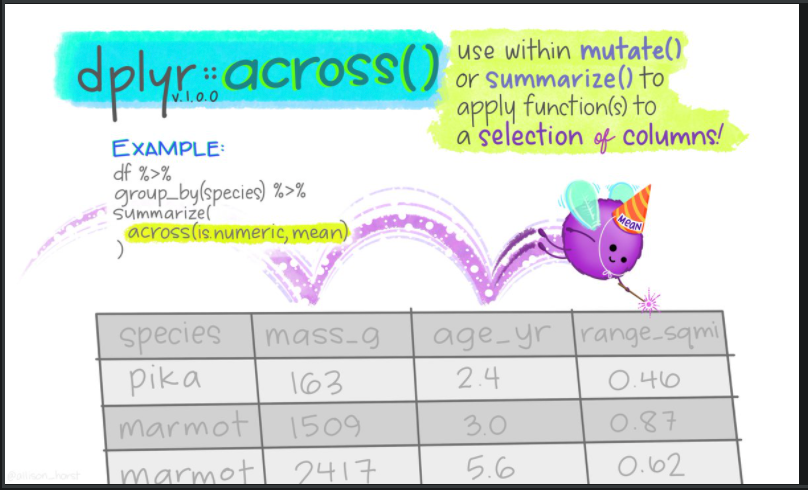 dplyr::across()
v.1.0.0
use within mutate()
or summarize() to
apply function(s) to
a selection of columns!
EXAMPLE:
df %>%
group_by(species) %>%
summarize(
across(is.numeric, mean)
)
MEAN
species mass_g age_yr range_sqmi
pika 163 2.4 0.46
marmot 1509 3.0 0.87
marmot 2417 5.6 0.62
@allison_horst